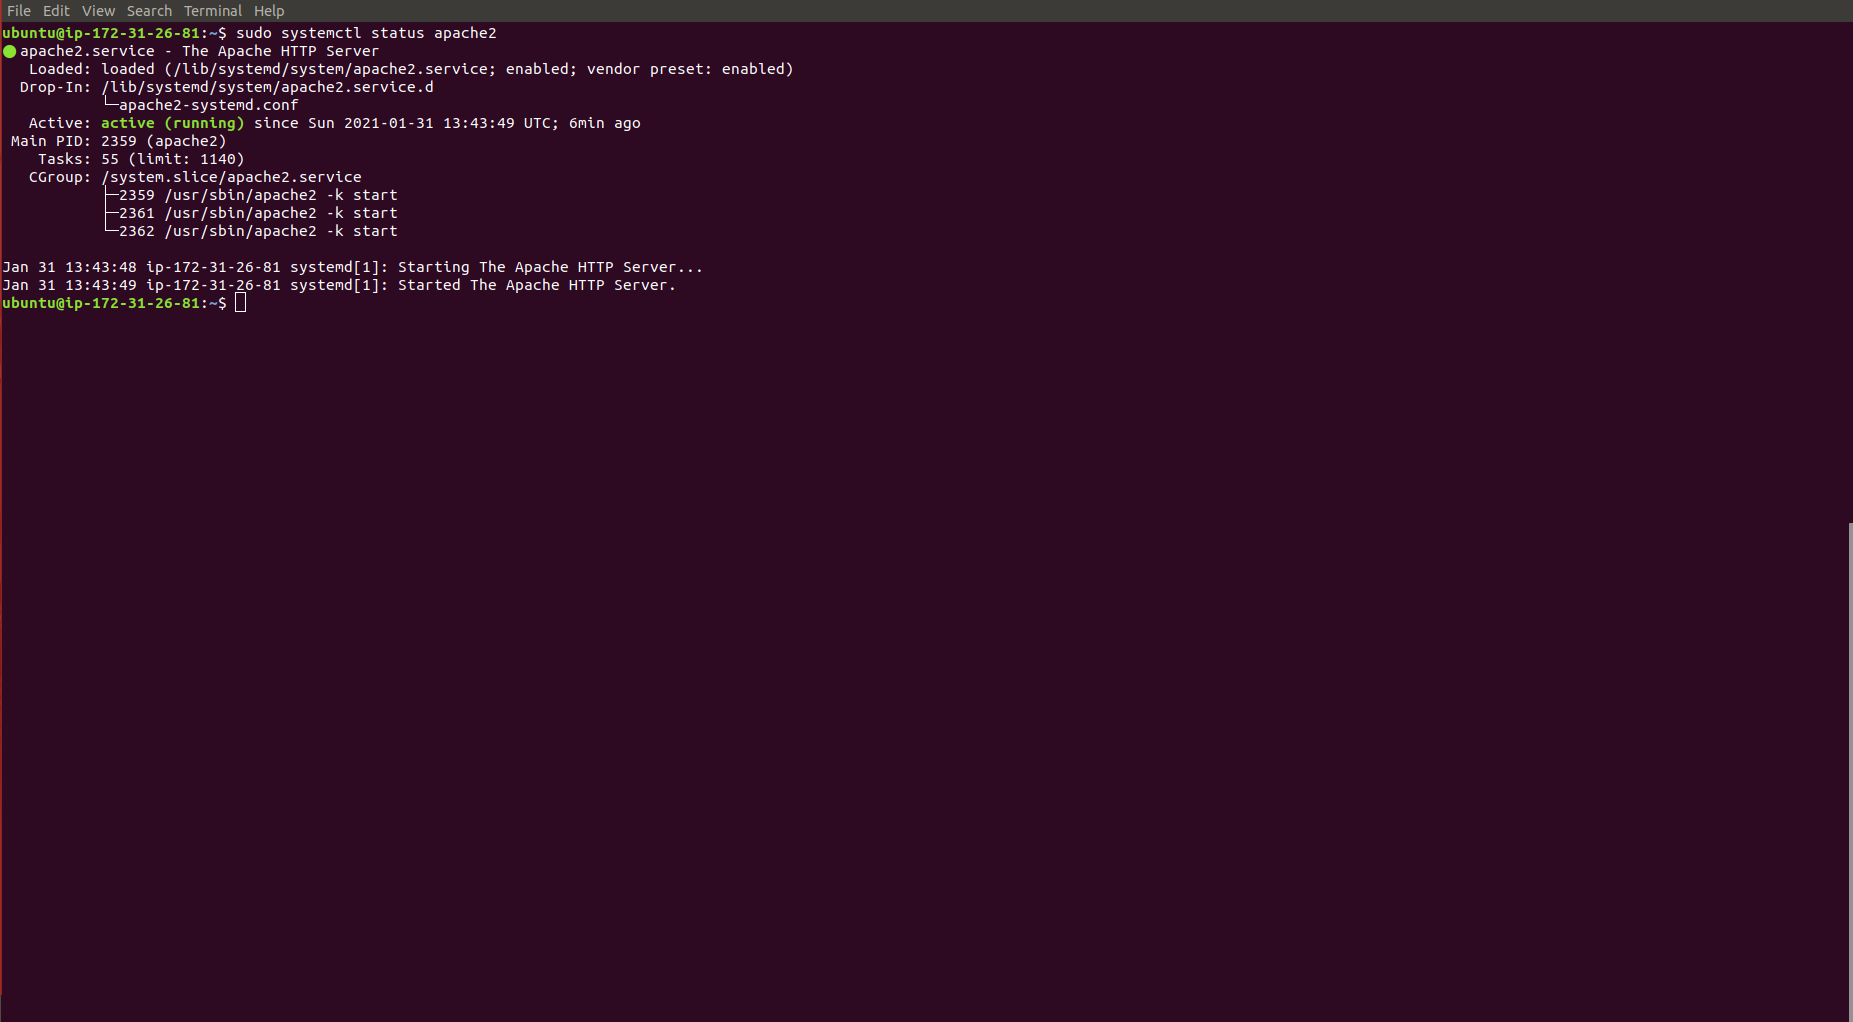 File Edit View Search Terminal Help
ubuntu@ip-172-31-26-81:~$ sudo systemctl status apache2
● apache2.service - The Apache HTTP Server
   Loaded: loaded (/lib/systemd/system/apache2.service; enabled; vendor preset: enabled)
  Drop-In: /lib/systemd/system/apache2.service.d
           └─apache2-systemd.conf
   Active: active (running) since Sun 2021-01-31 13:43:49 UTC; 6min ago
 Main PID: 2359 (apache2)
    Tasks: 55 (limit: 1140)
   CGroup: /system.slice/apache2.service
           ├─2359 /usr/sbin/apache2 -k start
           ├─2361 /usr/sbin/apache2 -k start
           └─2362 /usr/sbin/apache2 -k start

Jan 31 13:43:48 ip-172-31-26-81 systemd[1]: Starting The Apache HTTP Server...
Jan 31 13:43:49 ip-172-31-26-81 systemd[1]: Started The Apache HTTP Server.
ubuntu@ip-172-31-26-81:~$